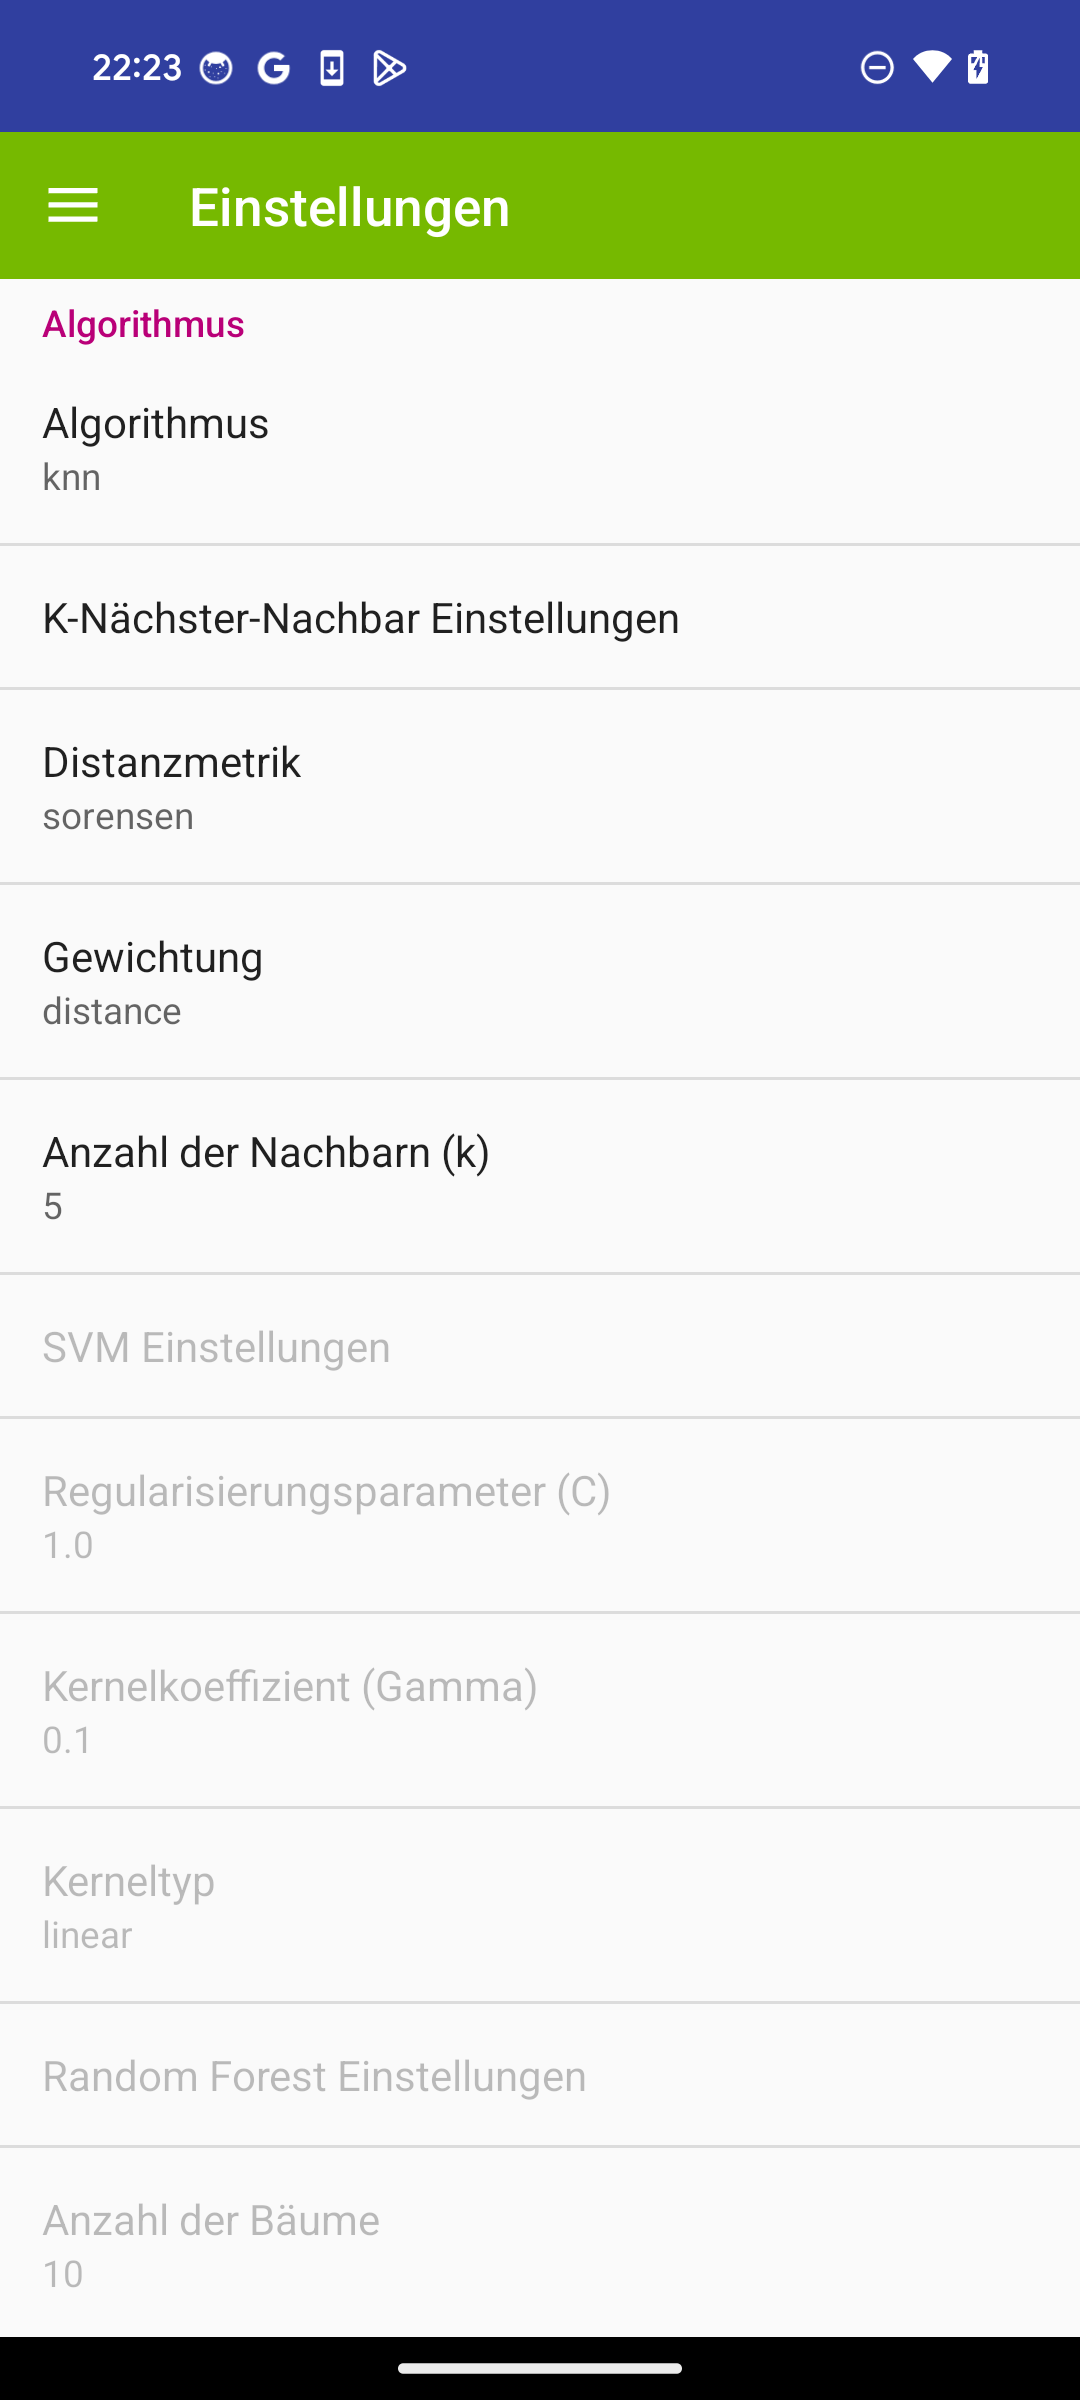 22:23
Einstellungen
Algorithmus
Algorithmus
knn
K-Nächster-Nachbar Einstellungen
Distanzmetrik
sorensen
Gewichtung
distance
Anzahl der Nachbarn (k)
5
SVM Einstellungen
Regularisierungsparameter (C)
1.0
Kernelkoeffizient (Gamma)
0.1
Kerneltyp
linear
Random Forest Einstellungen
Anzahl der Bäume
10